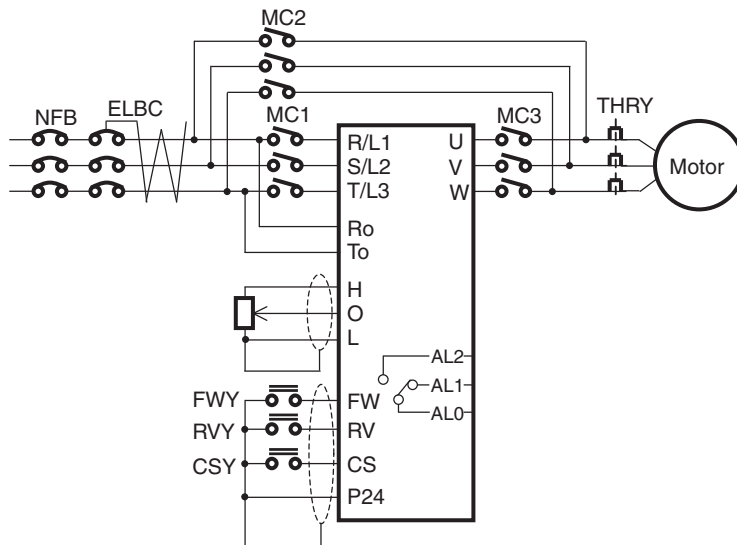 MC2
NFB
ELBC
MC1
MC3
THRY
R/L1
U
S/L2
V
Motor
T/L3
W
Ro
To
H
O
L
AL2
AL1
FWY
FW
AL0
RVY
RV
CSY
CS
P24